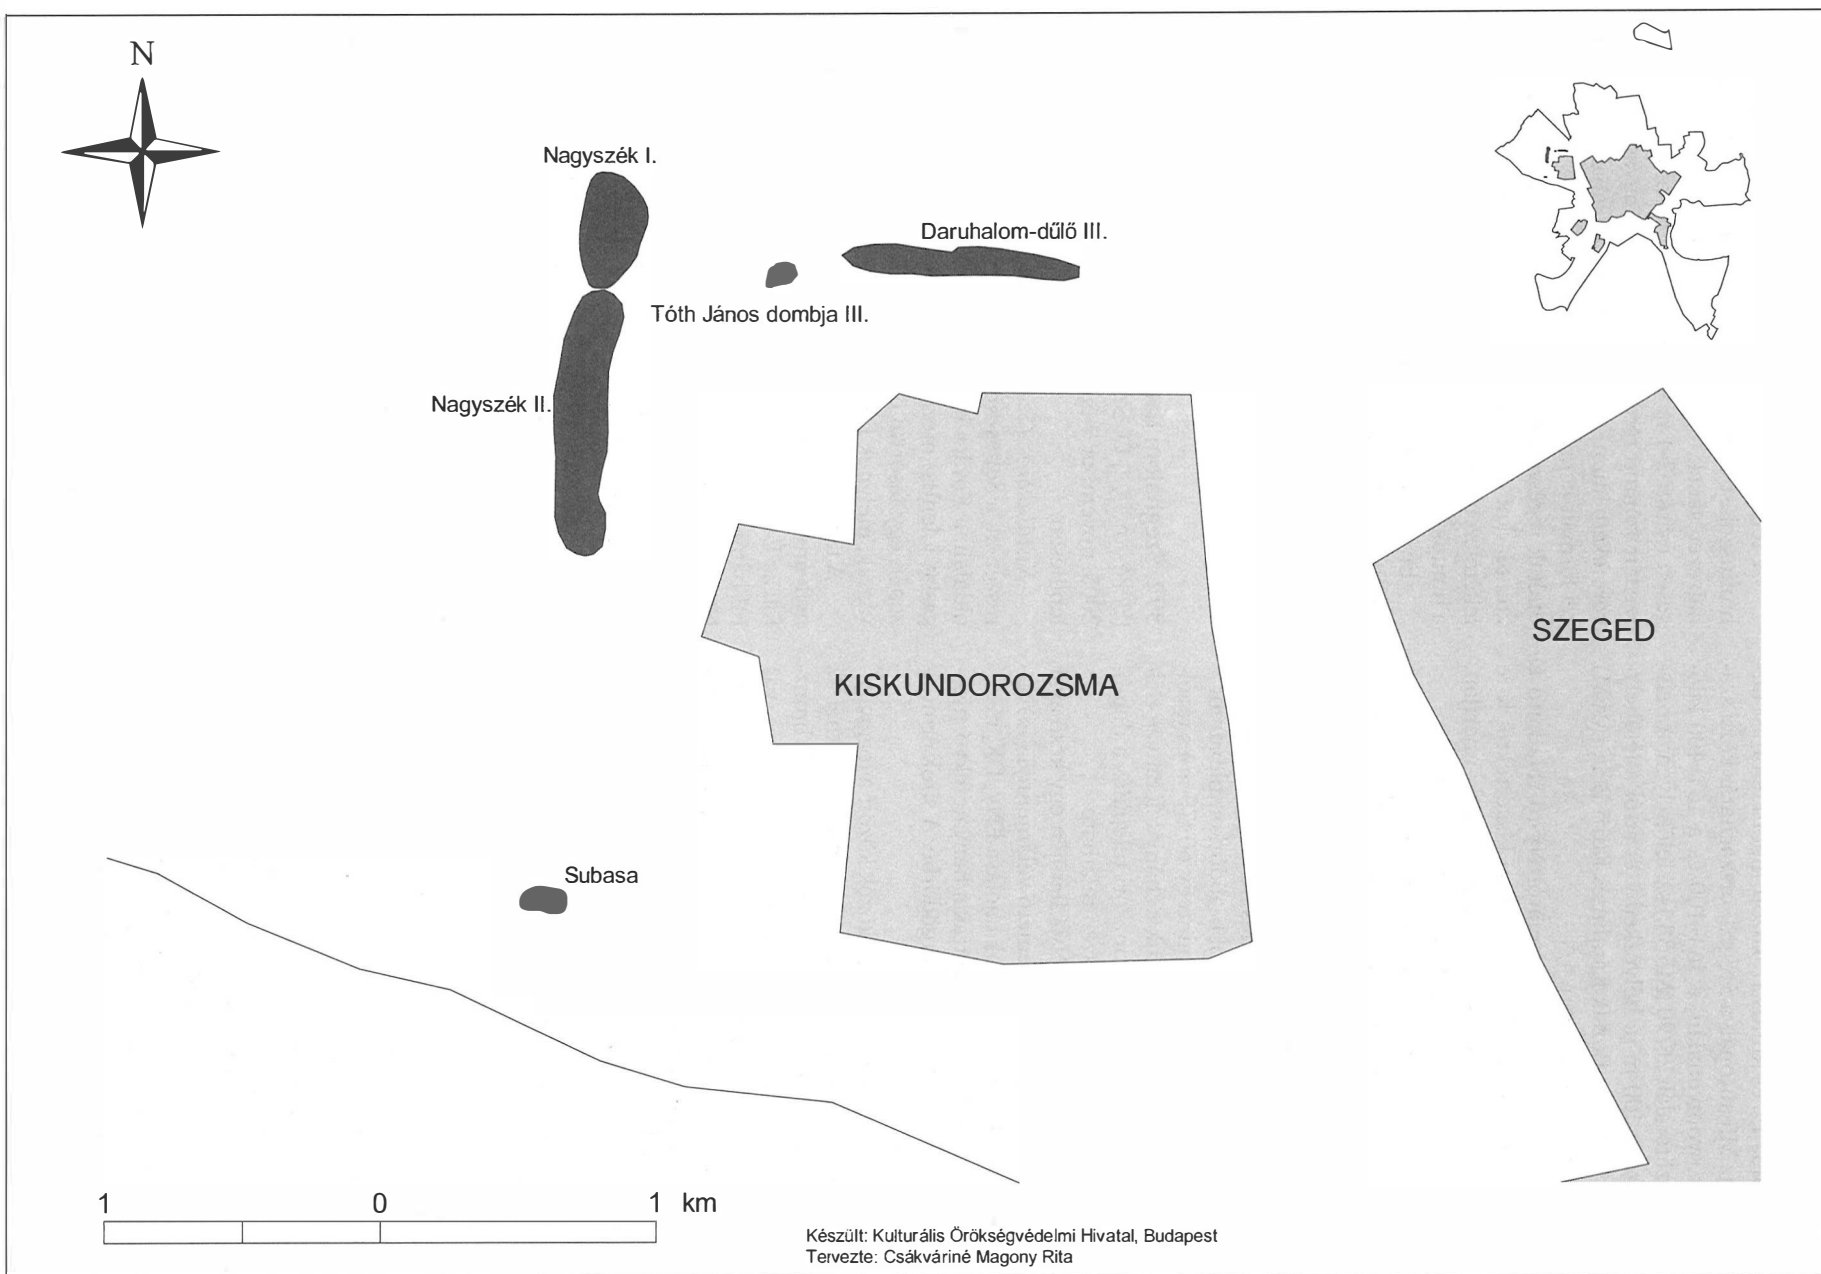 N
Nagyszék I.
Daruhalom-dűlő III.
Tóth János dombja III.
Nagyszék II.
SZEGED
KISKUNDOROZSMA
Subasa
1 0 1 km
Készült: Kulturális Örökségvédelmi Hivatal, Budapest
Tervezte: Csákváriné Magony Rita